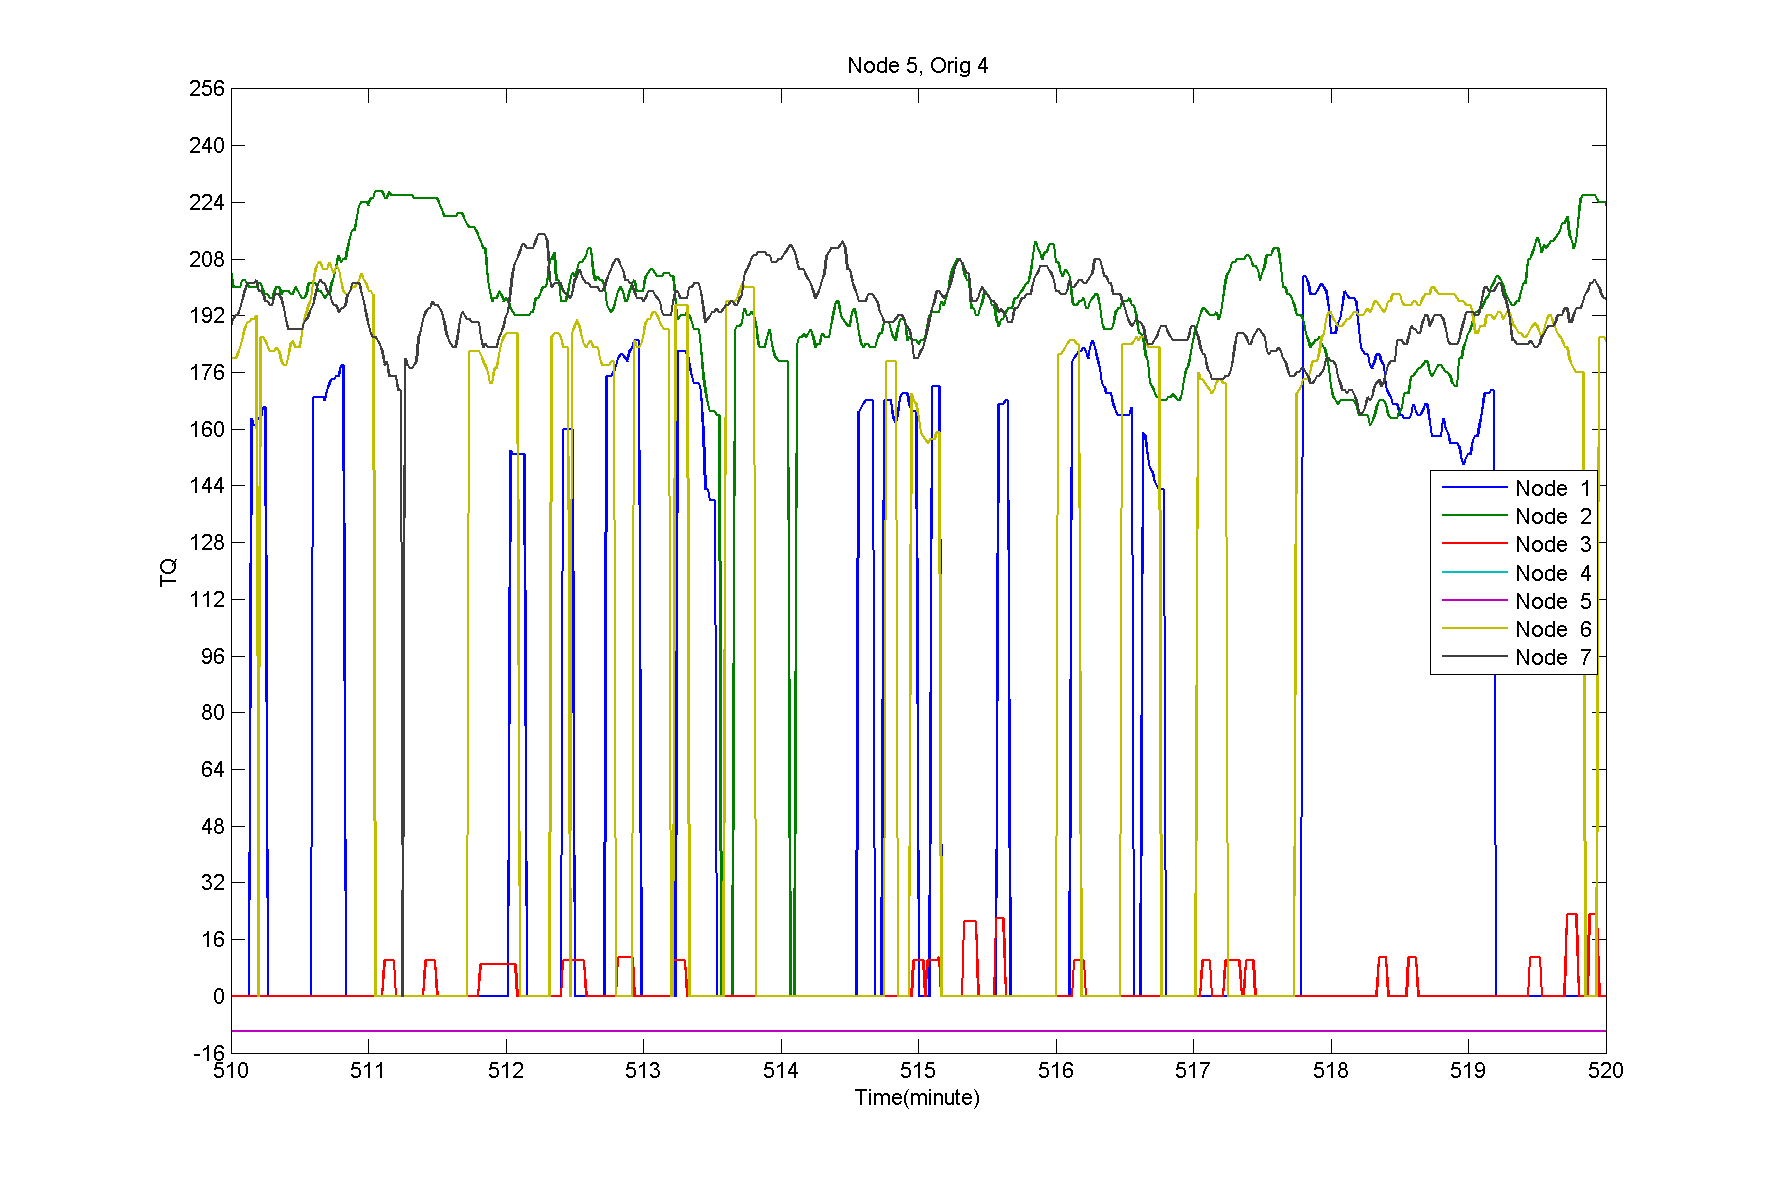 Node 5, Orig 4
256
240
224
208
192
176
160
144
128
112
96
80
64
48
32
16
0
-16
TQ
Node 1
Node 2
Node 3
Node 4
Node 5
Node 6
Node 7
510 511 512 513 514 515 516 517 518 519 520
Time(minute)